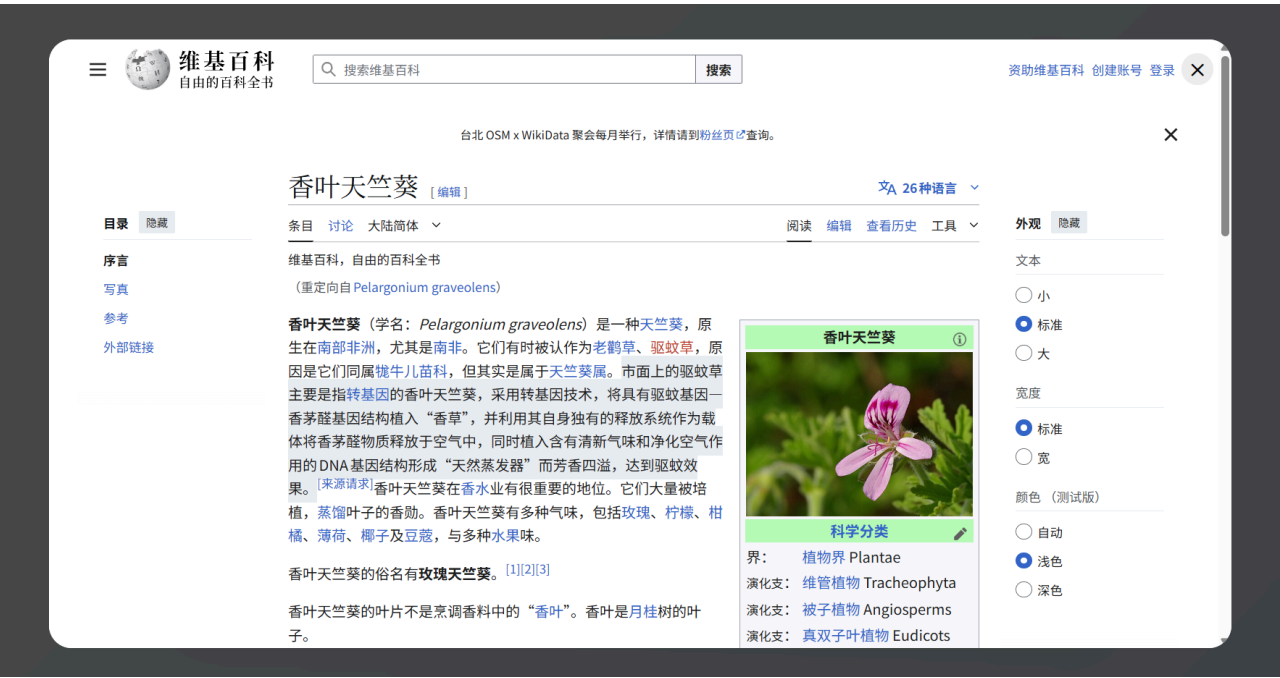 维基百科
自由的百科全书
搜索维基百科
搜索
资助维基百科 创建账号 登录
台北 OSM x WikiData 聚会每月举行，详情请到粉丝页查询。
香叶天竺葵 [ 编辑 ]
26种语言
目录 隐藏
序言
写真
参考
外部链接
条目 讨论 大陆简体
阅读 编辑 查看历史 工具
维基百科，自由的百科全书
（重定向自Pelargonium graveolens）
香叶天竺葵（学名：Pelargonium graveolens）是一种天竺葵，原
生在南部非洲，尤其是南非。它们有时被认作为老鹳草、驱蚊草，原
因是它们同属牻牛儿苗科，但其实是属于天竺葵属。市面上的驱蚊草
主要是指转基因的香叶天竺葵，采用转基因技术，将具有驱蚊基因一
香茅醛基因结构植入“香草”，并利用其自身独有的释放系统作为载
体将香茅醛物质释放于空气中，同时植入含有清新气味和净化空气作
用的DNA基因结构形成“天然蒸发器”而芳香四溢，达到驱蚊效
果。[来源请求]香叶天竺葵在香水业有很重要的地位。它们大量被培
植，蒸馏叶子的香勋。香叶天竺葵有多种气味，包括玫瑰、柠檬、柑
橘、薄荷、椰子及豆蔻，与多种水果味。
香叶天竺葵的俗名有玫瑰天竺葵。[1][2][3]
香叶天竺葵的叶片不是烹调香料中的“香叶”。香叶是月桂树的叶
子。
香叶天竺葵
科学分类
界： 植物界 Plantae
演化支： 维管植物 Tracheophyta
演化支： 被子植物 Angiosperms
演化支： 真双子叶植物 Eudicots
外观 隐藏
文本
小
标准
大
宽度
标准
宽
颜色 （测试版）
自动
浅色
深色